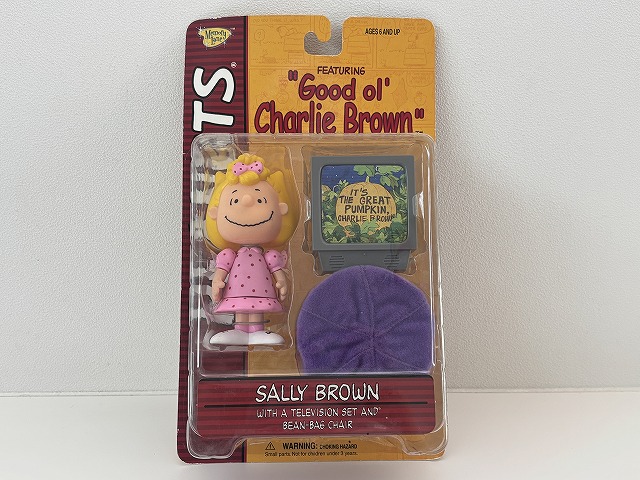 Memory Lane
AGES 6 AND UP
TS®
FEATURING
"Good ol'
Charlie Brown"™
IT'S
THE GREAT
PUMPKIN,
CHARLIE BROWN
SALLY BROWN
WITH A TELEVISION SET AND
BEAN-BAG CHAIR
WARNING: CHOKING HAZARD
Small parts. Not for children under 3 years.